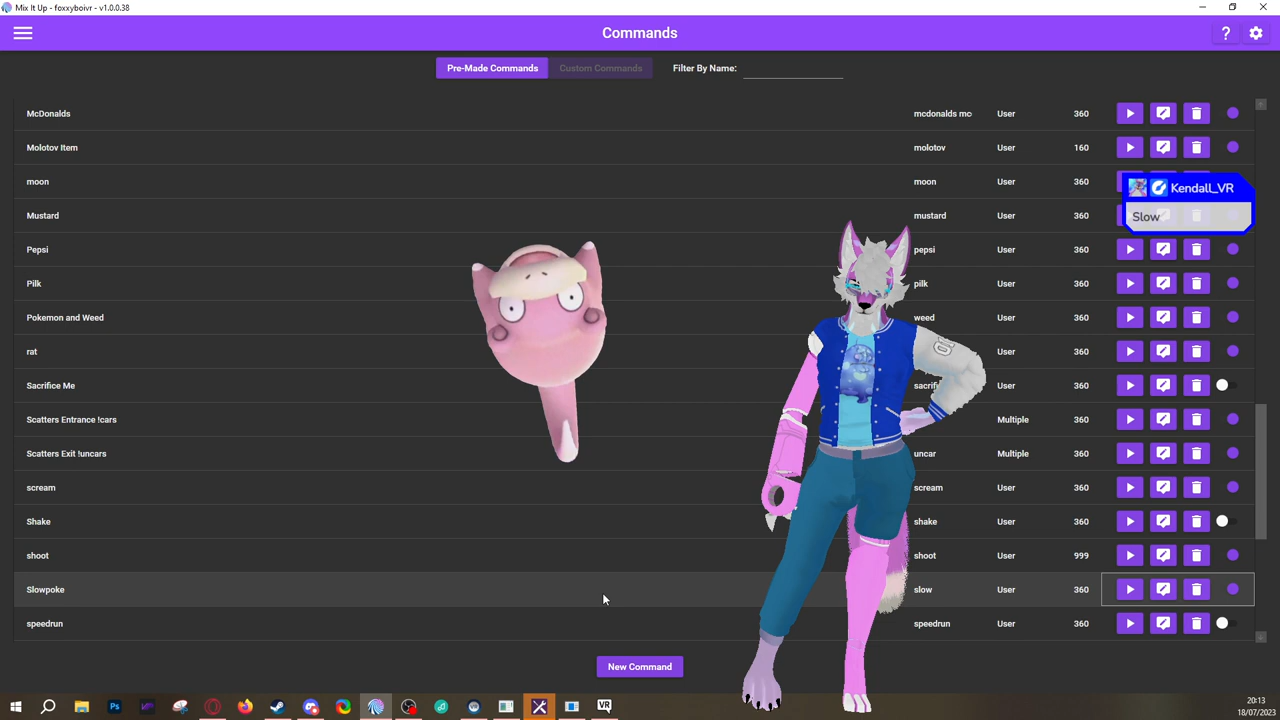 Mix It Up - foxxyboivr - v1.0.0.38
Commands
?
Pre-Made Commands Custom Commands Filter By Name:
McDonalds mcdonalds mc User 360
Molotov Item molotov User 160
moon moon User 360
Kendall_VR
Slow
Mustard mustard User 360
Pepsi pepsi User 360
Pilk pilk User 360
Pokemon and Weed weed User 360
rat User 360
Sacrifice Me sacrifi User 360
Scatters Entrance !cars Multiple 360
Scatters Exit !uncars uncar Multiple 360
scream scream User 360
Shake shake User 360
shoot shoot User 999
Slowpoke slow User 360
speedrun speedrun User 360
New Command
Ps
VR
20:13
18/07/2023